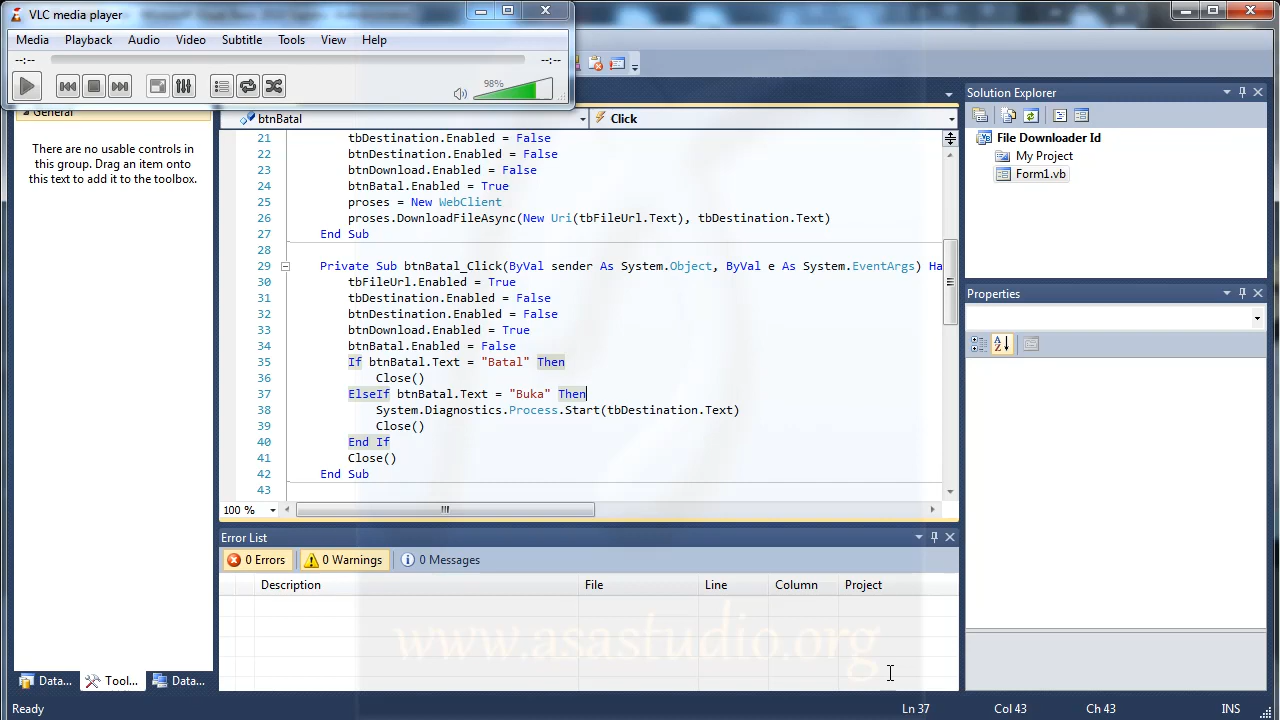 VLC media player
Media Playback Audio Video Subtitle Tools View Help
--:-- --:--
98%
General
There are no usable controls in
this group. Drag an item onto
this text to add it to the toolbox.
btnBatal Click
21 tbDestination.Enabled = False
22 btnDestination.Enabled = False
23 btnDownload.Enabled = False
24 btnBatal.Enabled = True
25 proses = New WebClient
26 proses.DownloadFileAsync(New Uri(tbFileUrl.Text), tbDestination.Text)
27 End Sub
28
29 Private Sub btnBatal_Click(ByVal sender As System.Object, ByVal e As System.EventArgs) Ha
30 tbFileUrl.Enabled = True
31 tbDestination.Enabled = False
32 btnDestination.Enabled = False
33 btnDownload.Enabled = True
34 btnBatal.Enabled = False
35 If btnBatal.Text = "Batal" Then
36 Close()
37 ElseIf btnBatal.Text = "Buka" Then
38 System.Diagnostics.Process.Start(tbDestination.Text)
39 Close()
40 End If
41 Close()
42 End Sub
43
100 %
Solution Explorer
File Downloader Id
My Project
Form1.vb
Properties
Error List
0 Errors 0 Warnings 0 Messages
Description File Line Column Project
www.asastudio.org
Data... Tool... Data...
Ready Ln 37 Col 43 Ch 43 INS